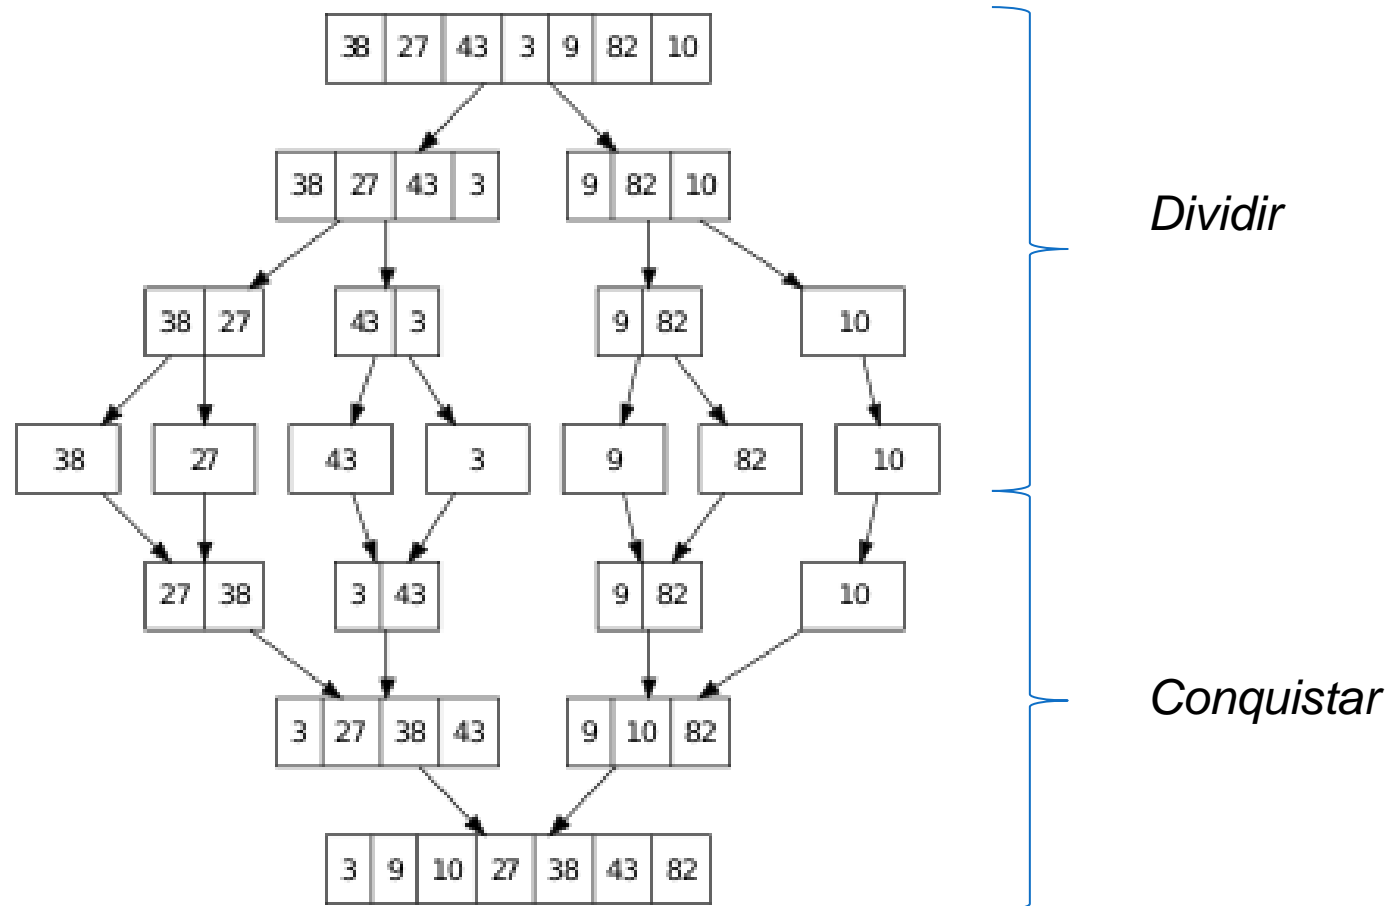 38 27 43 3 9 82 10
38 27 43 3 9 82 10
Dividir
38 27 43 3 9 82 10
38 27 43 3 9 82 10
27 38 3 43 9 82 10
3 27 38 43 9 10 82
Conquistar
3 9 10 27 38 43 82